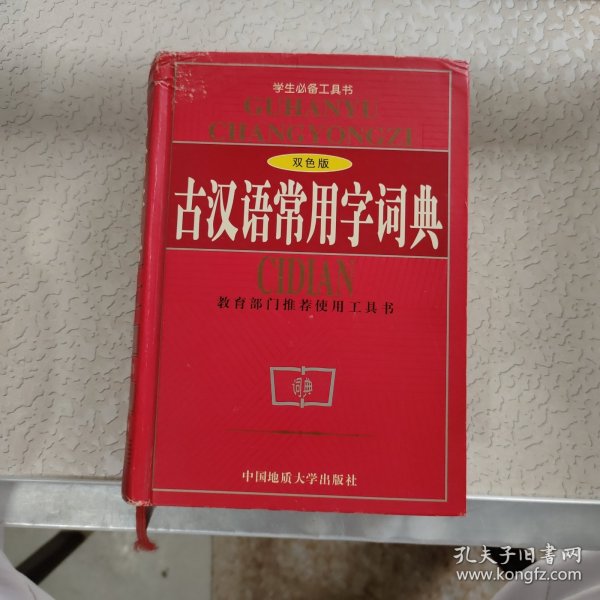 学生必备工具书
GUHANYU
CHANGYONGZI
双色版
古汉语常用字词典
CIDIAN
教育部门推荐使用工具书
词典
中国地质大学出版社
孔夫子旧书网
www.kongfz.com